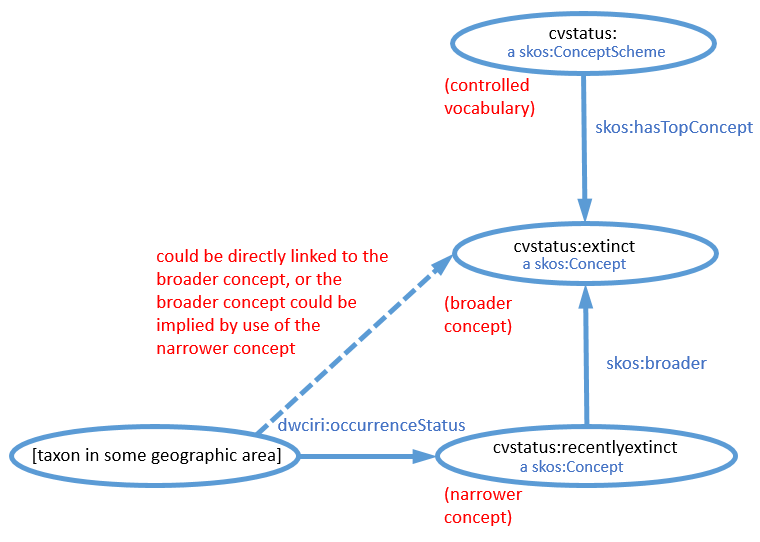 cvstatus:
a skos:ConceptScheme
(controlled
vocabulary)
skos:hasTopConcept
cvstatus:extinct
a skos:Concept
could be directly linked to the
broader concept, or the
broader concept could be
implied by use of the
narrower concept
(broader
concept)
skos:broader
dwciri:occurrenceStatus
[taxon in some geographic area]
cvstatus:recentlyextinct
a skos:Concept
(narrower
concept)